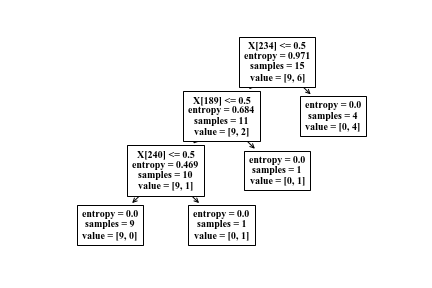 X[234] <= 0.5
entropy = 0.971
samples = 15
value = [9, 6]
X[189] <= 0.5
entropy = 0.684
samples = 11
value = [9, 2]
entropy = 0.0
samples = 4
value = [0, 4]
X[240] <= 0.5
entropy = 0.469
samples = 10
value = [9, 1]
entropy = 0.0
samples = 1
value = [0, 1]
entropy = 0.0
samples = 9
value = [9, 0]
entropy = 0.0
samples = 1
value = [0, 1]